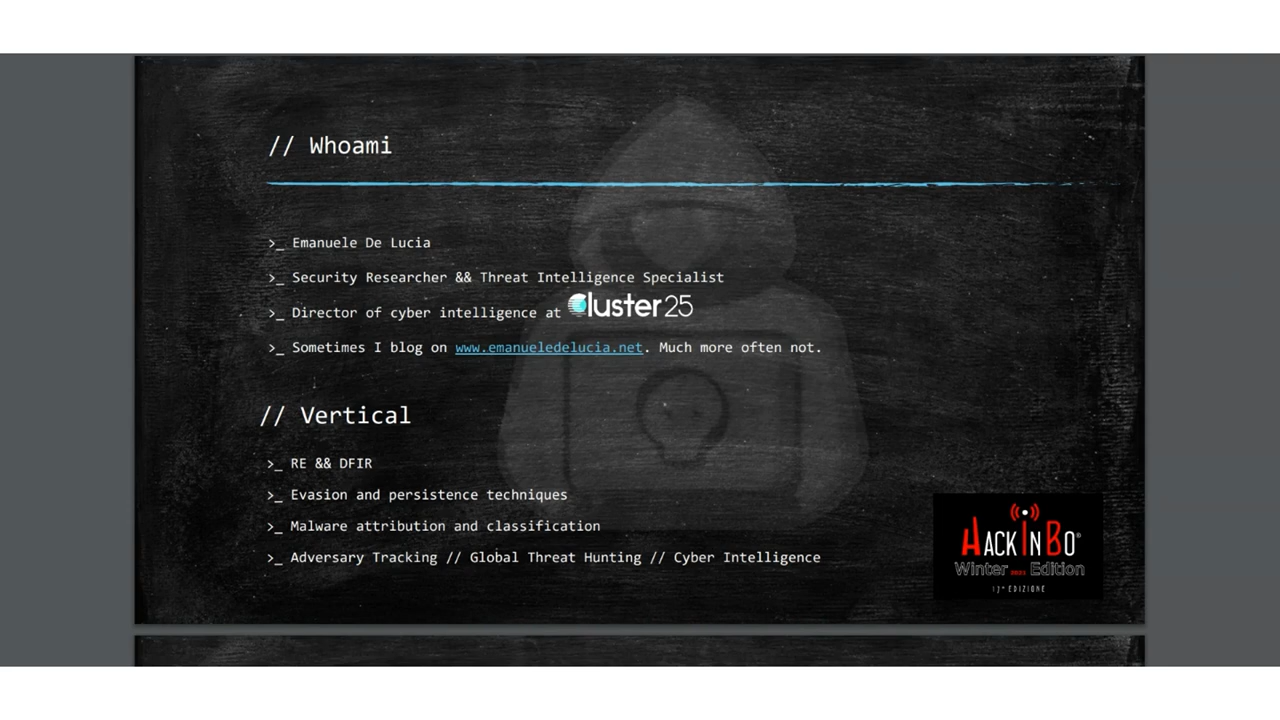 // Whoami
>_ Emanuele De Lucia
>_ Security Researcher && Threat Intelligence Specialist
>_ Director of cyber intelligence at Cluster25
>_ Sometimes I blog on www.emanueledelucia.net. Much more often not.
// Vertical
>_ RE && DFIR
>_ Evasion and persistence techniques
>_ Malware attribution and classification
>_ Adversary Tracking // Global Threat Hunting // Cyber Intelligence
HACKINBO®
Winter Edition
17ª EDIZIONE